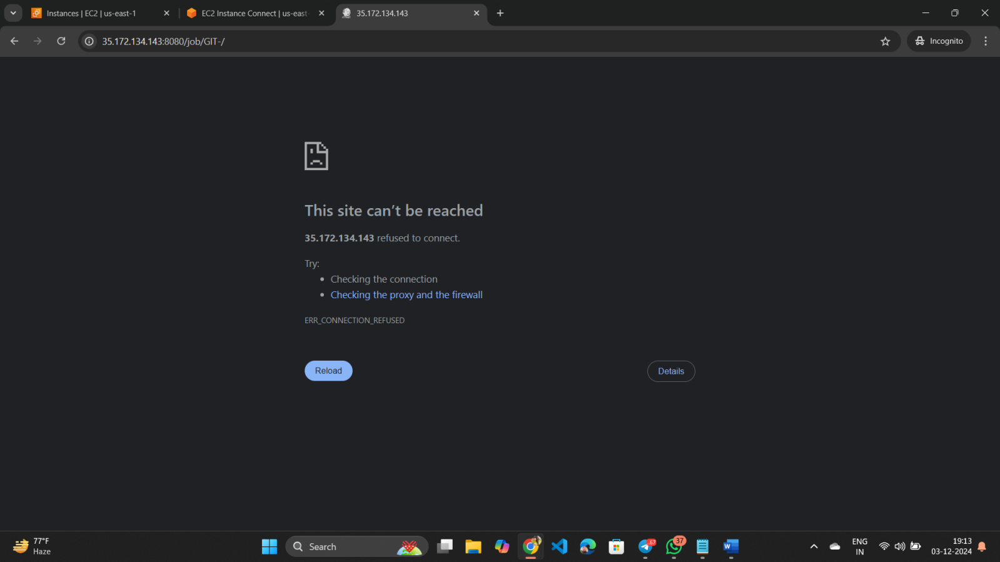 Instances | EC2 | us-east-1
EC2 Instance Connect | us-east-
35.172.134.143
35.172.134.143:8080/job/GIT-/
Incognito
This site can’t be reached
35.172.134.143 refused to connect.
Try:
Checking the connection
Checking the proxy and the firewall
ERR_CONNECTION_REFUSED
Reload
Details
77°F
Haze
Search
67
37
ENG
IN
19:13
03-12-2024